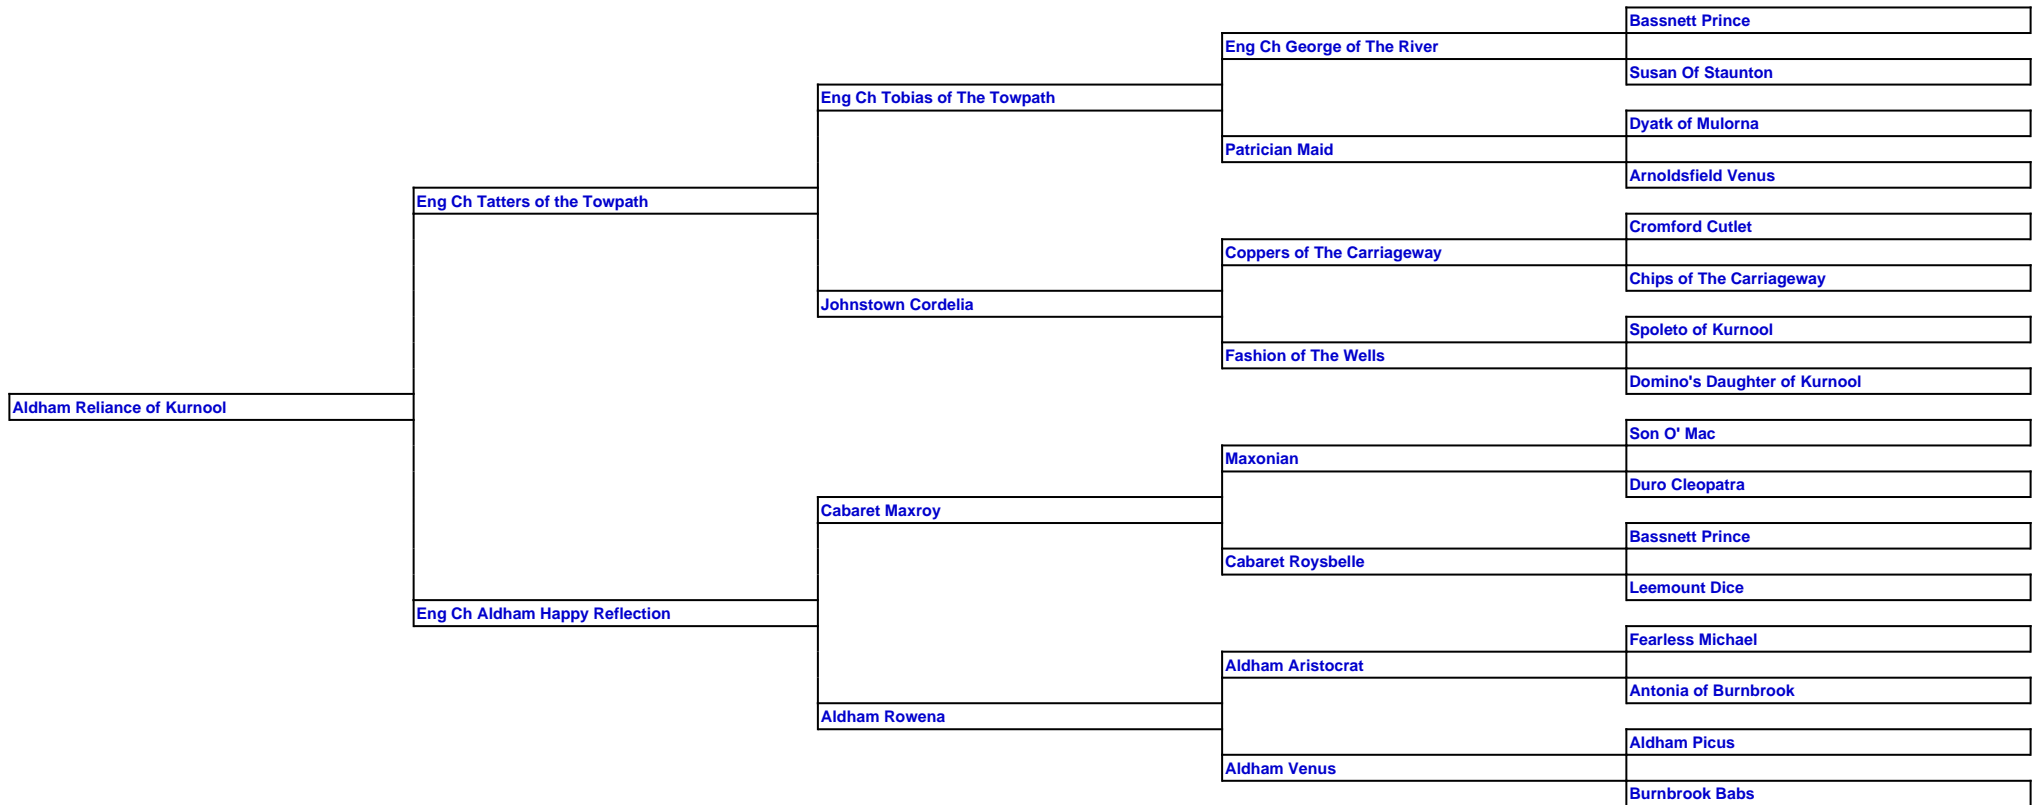 Bassnett Prince
Eng Ch George of The River
Susan Of Staunton
Eng Ch Tobias of The Towpath
Dyatk of Mulorna
Patrician Maid
Arnoldsfield Venus
Eng Ch Tatters of the Towpath
Cromford Cutlet
Coppers of The Carriageway
Chips of The Carriageway
Johnstown Cordelia
Spoleto of Kurnool
Fashion of The Wells
Domino's Daughter of Kurnool
Aldham Reliance of Kurnool
Son O' Mac
Maxonian
Duro Cleopatra
Cabaret Maxroy
Bassnett Prince
Cabaret Roysbelle
Leemount Dice
Eng Ch Aldham Happy Reflection
Fearless Michael
Aldham Aristocrat
Antonia of Burnbrook
Aldham Rowena
Aldham Picus
Aldham Venus
Burnbrook Babs